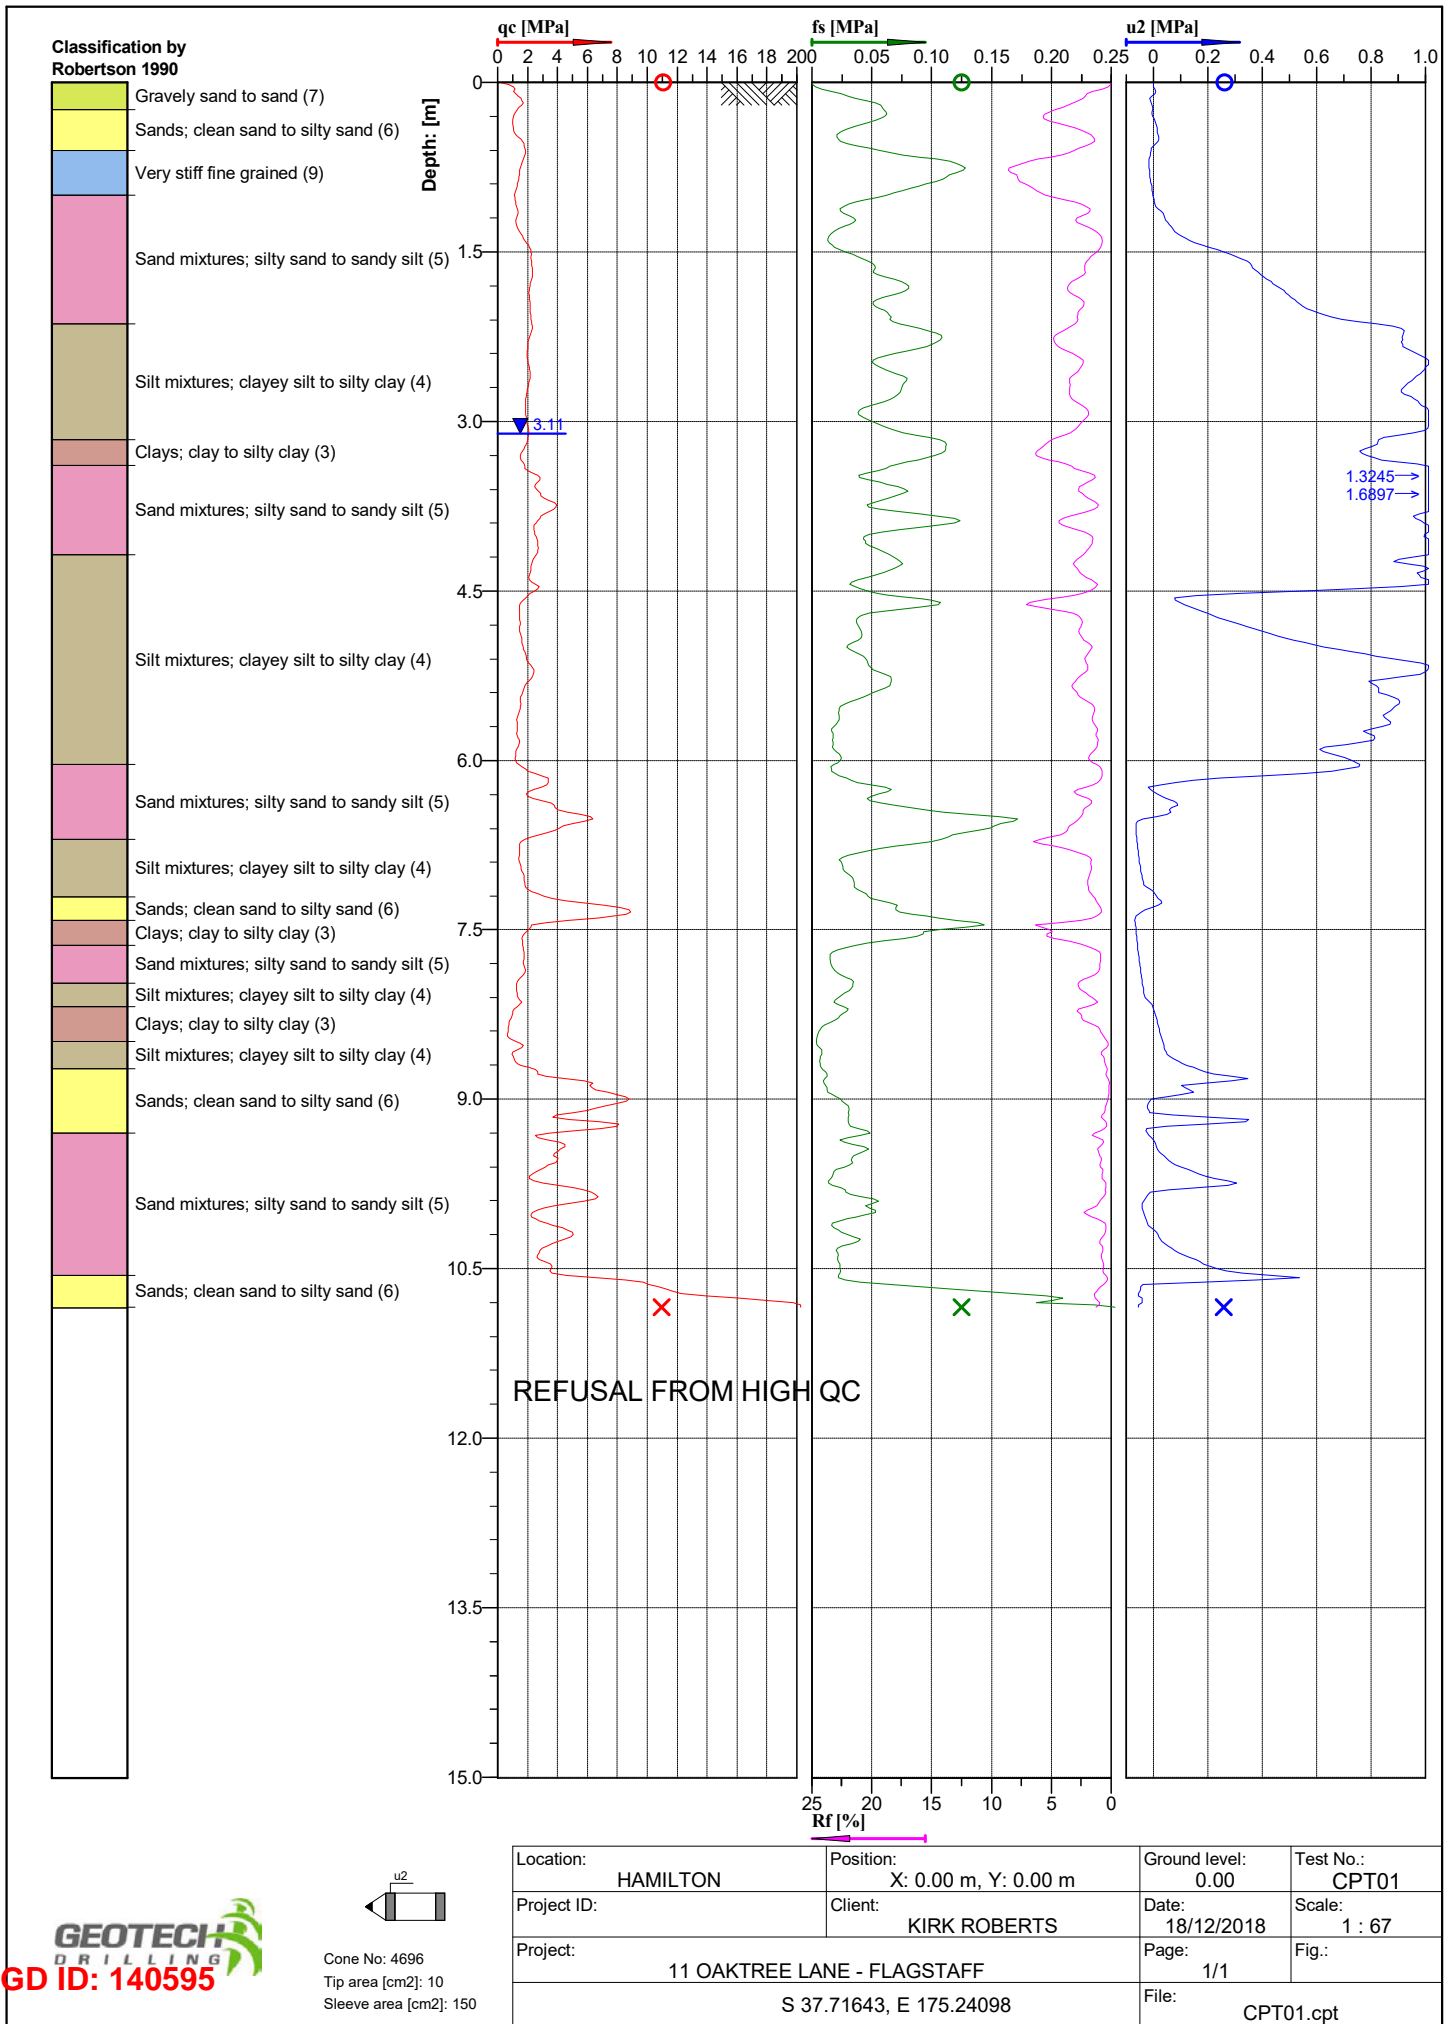 Classification by
Robertson 1990
qc [MPa]
0 2 4 6 8 10 12 14 16 18 20
fs [MPa]
0.05 0.10 0.15 0.20 0.25
u2 [MPa]
0 0.2 0.4 0.6 0.8 1.0
Depth: [m]
0
1.5
3.0
4.5
6.0
7.5
9.0
10.5
12.0
13.5
15.0
Gravely sand to sand (7)
Sands; clean sand to silty sand (6)
Very stiff fine grained (9)
Sand mixtures; silty sand to sandy silt (5)
Silt mixtures; clayey silt to silty clay (4)
Clays; clay to silty clay (3)
Sand mixtures; silty sand to sandy silt (5)
Silt mixtures; clayey silt to silty clay (4)
Sand mixtures; silty sand to sandy silt (5)
Silt mixtures; clayey silt to silty clay (4)
Sands; clean sand to silty sand (6)
Clays; clay to silty clay (3)
Sand mixtures; silty sand to sandy silt (5)
Silt mixtures; clayey silt to silty clay (4)
Clays; clay to silty clay (3)
Silt mixtures; clayey silt to silty clay (4)
Sands; clean sand to silty sand (6)
Sand mixtures; silty sand to sandy silt (5)
Sands; clean sand to silty sand (6)
3.11
1.3245
1.6897
REFUSAL FROM HIGH QC
25 20 15 10 5 0
Rf [%]
GEOTECH
DRILLING
GD ID: 140595
u2
Cone No: 4696
Tip area [cm2]: 10
Sleeve area [cm2]: 150
Location:
HAMILTON
Position:
X: 0.00 m, Y: 0.00 m
Ground level:
0.00
Test No.:
CPT01
Project ID:
Client:
KIRK ROBERTS
Date:
18/12/2018
Scale:
1 : 67
Project:
11 OAKTREE LANE - FLAGSTAFF
Page:
1/1
Fig.:
S 37.71643, E 175.24098
File:
CPT01.cpt